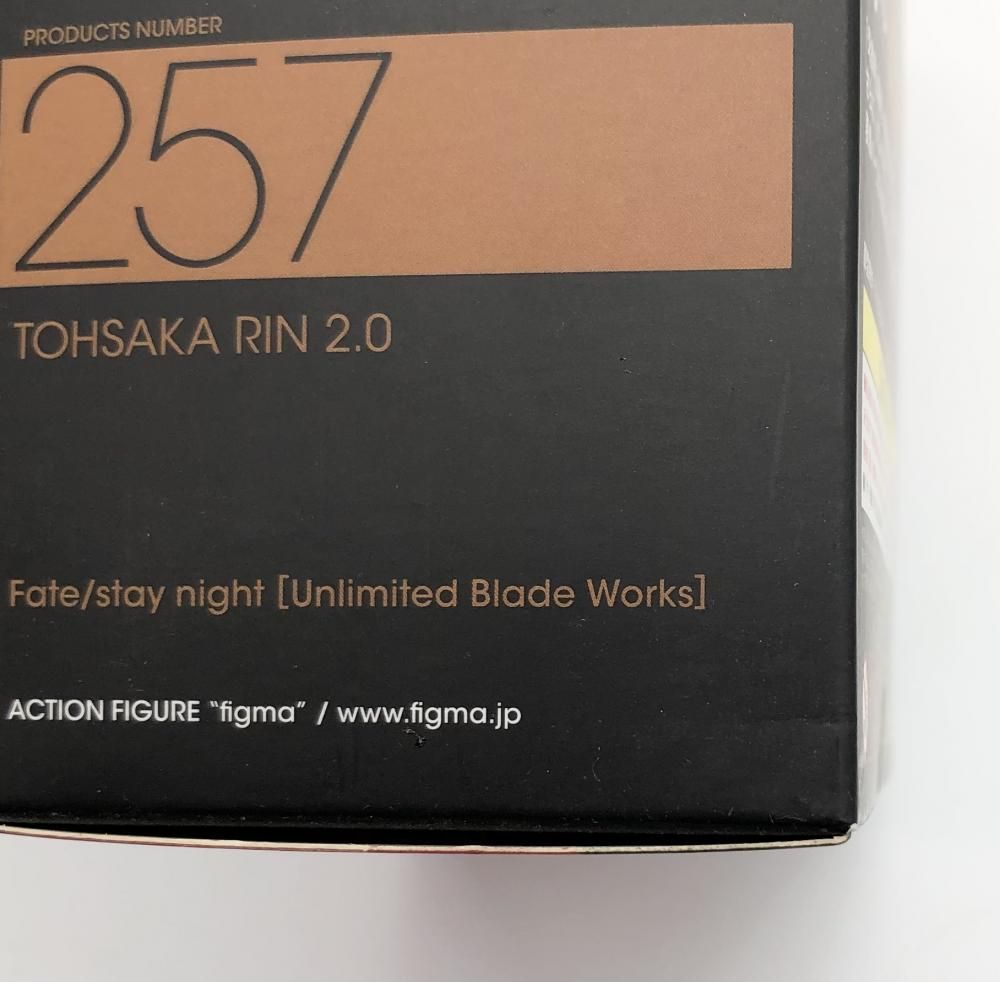 PRODUCTS NUMBER
257
TOHSAKA RIN 2.0
Fate/stay night [Unlimited Blade Works]
ACTION FIGURE “figma” / www.figma.jp